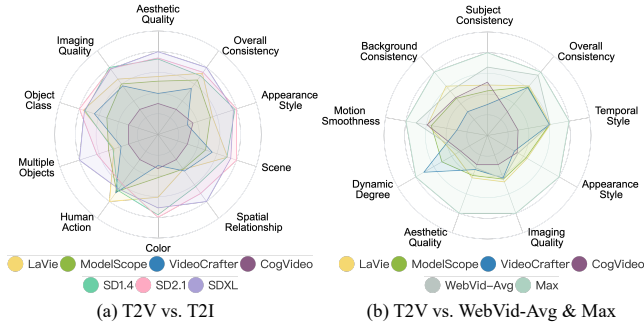 Aesthetic
Quality
Imaging
Quality
Overall
Consistency
Object
Class
Appearance
Style
Multiple
Objects
Scene
Human
Action
Spatial
Relationship
Color
LaVie ModelScope VideoCrafter CogVideo
SD1.4 SD2.1 SDXL
(a) T2V vs. T2I
Subject
Consistency
Background
Consistency
Overall
Consistency
Motion
Smoothness
Temporal
Style
Dynamic
Degree
Appearance
Style
Aesthetic
Quality
Imaging
Quality
LaVie ModelScope VideoCrafter CogVideo
WebVid-Avg Max
(b) T2V vs. WebVid-Avg & Max